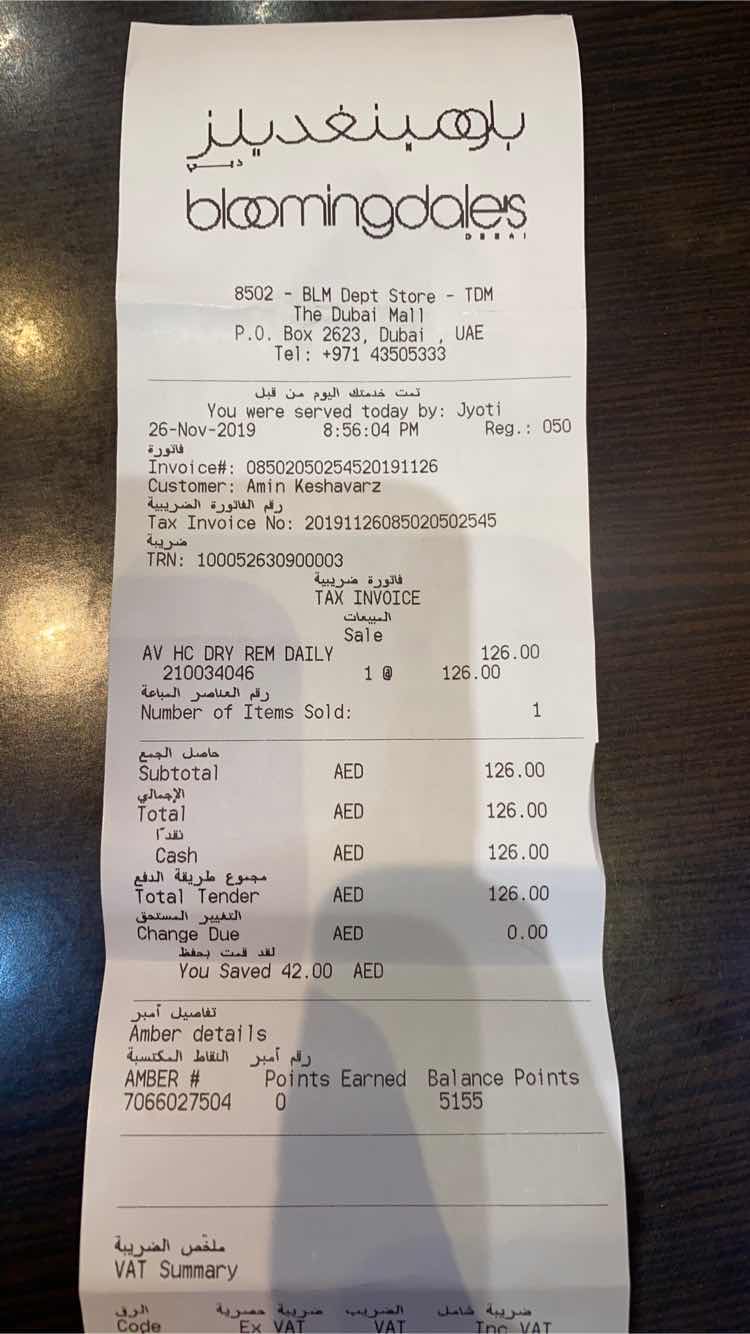 بلومينغديلز
دبي
bloomingdale's
DUBAI
8502 - BLM Dept Store - TDM
The Dubai Mall
P.O. Box 2623, Dubai , UAE
Tel: +971 43505333
تمت خدمتك اليوم من قبل
You were served today by: Jyoti
26-Nov-2019 8:56:04 PM Reg.: 050
فاتورة
Invoice#: 08502050254520191126
Customer: Amin Keshavarz
رقم الفاتورة الضريبية
Tax Invoice No: 20191126085020502545
ضريبة
TRN: 100052630900003
فاتورة ضريبية
TAX INVOICE
المبيعات
Sale
AV HC DRY REM DAILY 126.00
210034046 1 @ 126.00
رقم العناصر المباعة
Number of Items Sold: 1
حاصل الجمع
Subtotal AED 126.00
الإجمالي
Total AED 126.00
نقدًا
Cash AED 126.00
مجموع طريقة الدفع
Total Tender AED 126.00
التغيير المستحق
Change Due AED 0.00
لقد قمت بحفظ
You Saved 42.00 AED
تفاصيل أمبر
Amber details
رقم أمبر النقاط المكتسبة
AMBER # Points Earned Balance Points
7066027504 0 5155
ملخص الضريبة
VAT Summary
ضريبة شامل الضريب ضريبة حصرية الرق
Code Ex VAT VAT Inc VAT